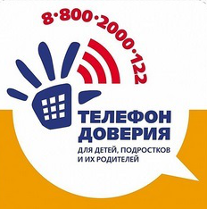 8·800·2000·122
ТЕЛЕФОН
ДОВЕРИЯ
ДЛЯ ДЕТЕЙ, ПОДРОСТКОВ
И ИХ РОДИТЕЛЕЙ